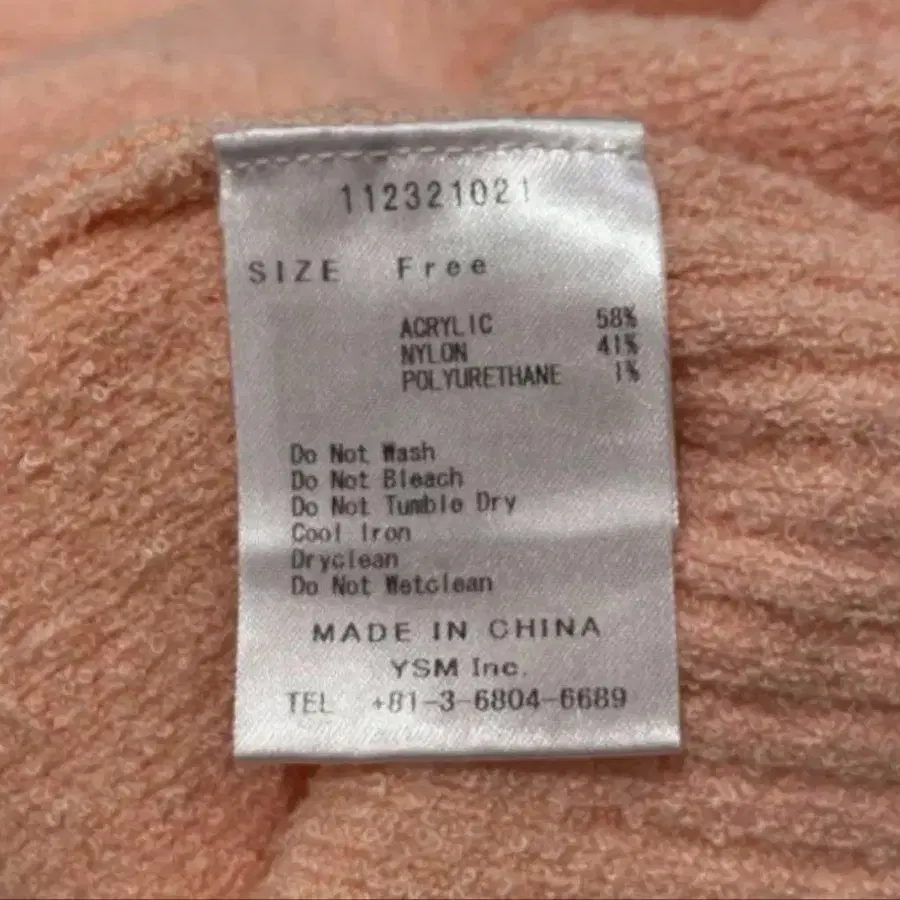 112321021
SIZE Free
ACRYLIC 58%
NYLON 41%
POLYURETHANE 1%
Do Not Wash
Do Not Bleach
Do Not Tumble Dry
Cool Iron
Dryclean
Do Not Wetclean
MADE IN CHINA
YSM Inc.
TEL +81-3-6804-6689